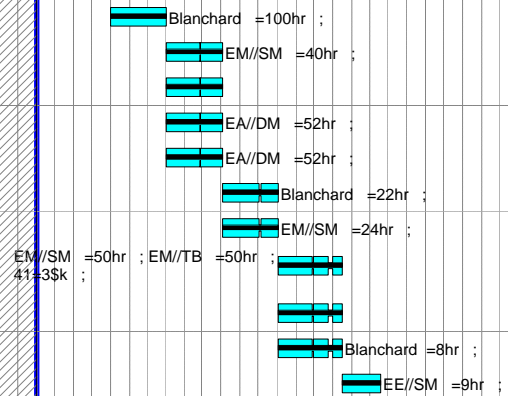 Blanchard =100hr ;
EM//SM =40hr ;
EA//DM =52hr ;
EA//DM =52hr ;
Blanchard =22hr ;
EM//SM =24hr ;
EM//SM =50hr ; EM//TB =50hr ;
41=3$k ;
Blanchard =8hr ;
EE//SM =9hr ;